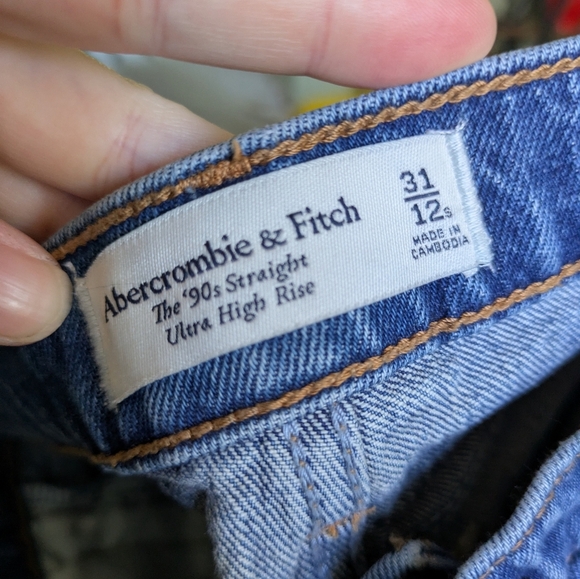 Abercrombie & Fitch
The '90s Straight
Ultra High Rise
31
12s
MADE IN
CAMBODIA